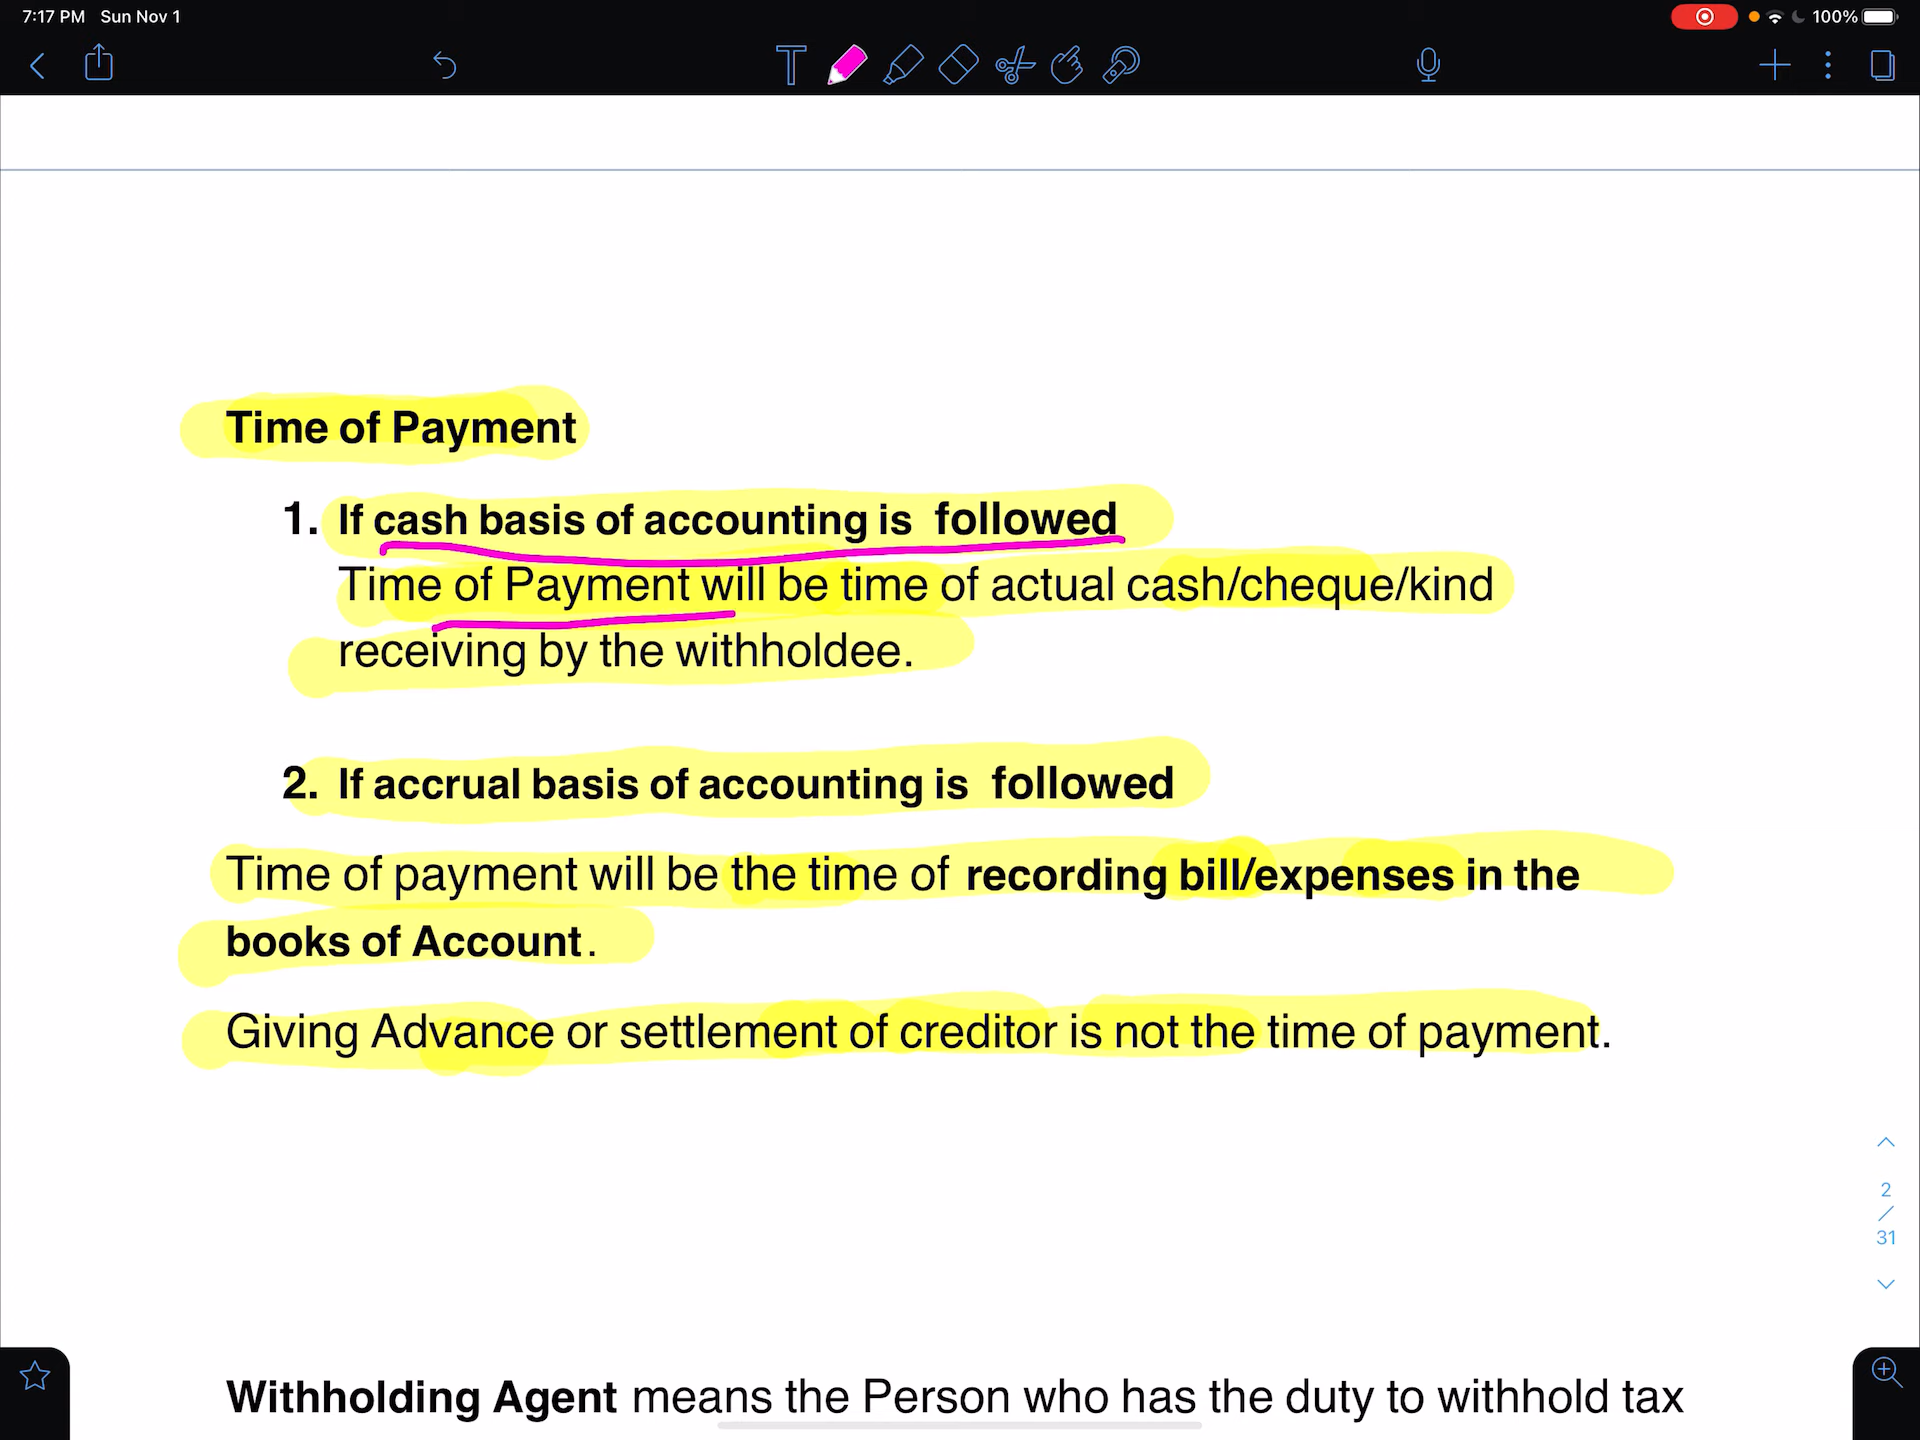 7:17 PM Sun Nov 1
100%
Time of Payment
1. If cash basis of accounting is followed
Time of Payment will be time of actual cash/cheque/kind
receiving by the withholdee.
2. If accrual basis of accounting is followed
Time of payment will be the time of recording bill/expenses in the
books of Account.
Giving Advance or settlement of creditor is not the time of payment.
2
/
31
Withholding Agent means the Person who has the duty to withhold tax